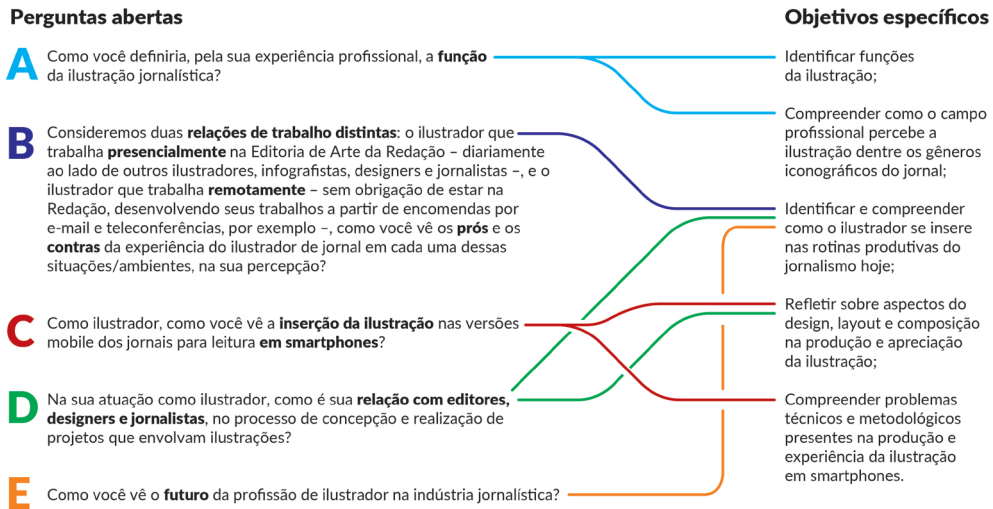 Perguntas abertas
A
Como você definiria, pela sua experiência profissional, a função
da ilustração jornalística?
B
Consideremos duas relações de trabalho distintas: o ilustrador que
trabalha presencialmente na Editoria de Arte da Redação – diariamente
ao lado de outros ilustradores, infografistas, designers e jornalistas –, e o
ilustrador que trabalha remotamente – sem obrigação de estar na
Redação, desenvolvendo seus trabalhos a partir de encomendas por
e-mail e teleconferências, por exemplo –, como você vê os prós e os
contras da experiência do ilustrador de jornal em cada uma dessas
situações/ambientes, na sua percepção?
C
Como ilustrador, como você vê a inserção da ilustração nas versões
mobile dos jornais para leitura em smartphones?
D
Na sua atuação como ilustrador, como é sua relação com editores,
designers e jornalistas, no processo de concepção e realização de
projetos que envolvam ilustrações?
E
Como você vê o futuro da profissão de ilustrador na indústria jornalística?
Objetivos específicos
Identificar funções
da ilustração;
Compreender como o campo
profissional percebe a
ilustração dentre os gêneros
iconográficos do jornal;
Identificar e compreender
como o ilustrador se insere
nas rotinas produtivas do
jornalismo hoje;
Refletir sobre aspectos do
design, layout e composição
na produção e apreciação
da ilustração;
Compreender problemas
técnicos e metodológicos
presentes na produção e
experiência da ilustração
em smartphones.